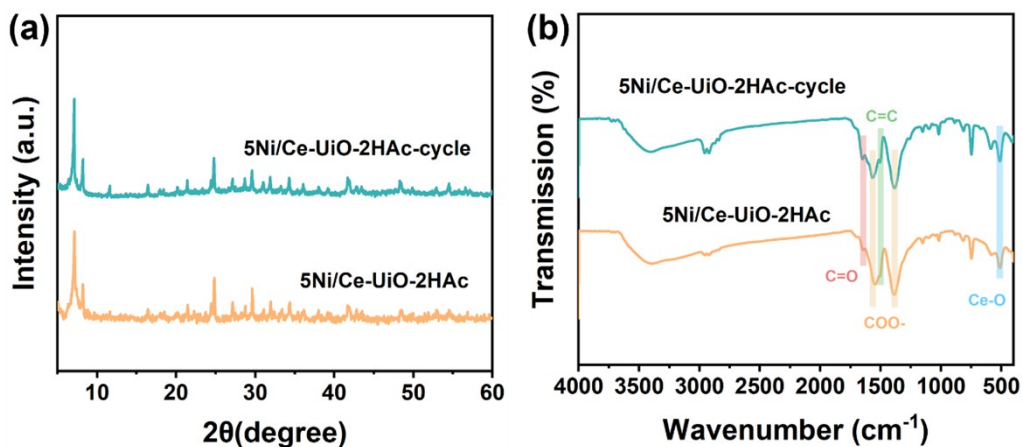 (a)
Intensity (a.u.)
5Ni/Ce-UiO-2HAc-cycle
5Ni/Ce-UiO-2HAc
10
20
30
40
50
60
2θ(degree)
(b)
Transmission (%)
5Ni/Ce-UiO-2HAc-cycle
C=C
5Ni/Ce-UiO-2HAc
C=O
Ce-O
COO-
4000
3500
3000
2500
2000
1500
1000
500
Wavenumber (cm⁻¹)